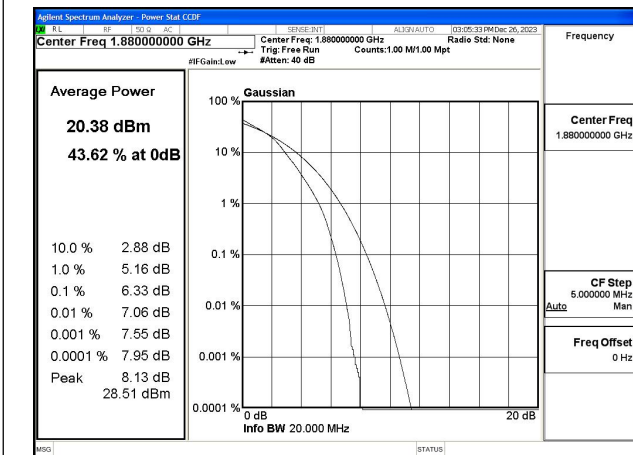 Agilent Spectrum Analyzer - Power Stat CCDF
RL RF 50 Ω AC SENSE:INT ALIGN AUTO 03:05:33 PM Dec 26, 2023
Center Freq 1.880000000 GHz
Center Freq: 1.880000000 GHz Radio Std: None
Trig: Free Run Counts:1.00 M/1.00 Mpt
#IFGain:Low #Atten: 40 dB
Frequency
Average Power
20.38 dBm
43.62 % at 0dB
10.0 % 2.88 dB
1.0 % 5.16 dB
0.1 % 6.33 dB
0.01 % 7.06 dB
0.001 % 7.55 dB
0.0001 % 7.95 dB
Peak 8.13 dB
28.51 dBm
Gaussian
100 %
10 %
1 %
0.1 %
0.01 %
0.001 %
0.0001 %
0 dB 20 dB
Info BW 20.000 MHz
Center Freq
1.880000000 GHz
CF Step
5.000000 MHz
Auto Man
Freq Offset
0 Hz
MSG STATUS